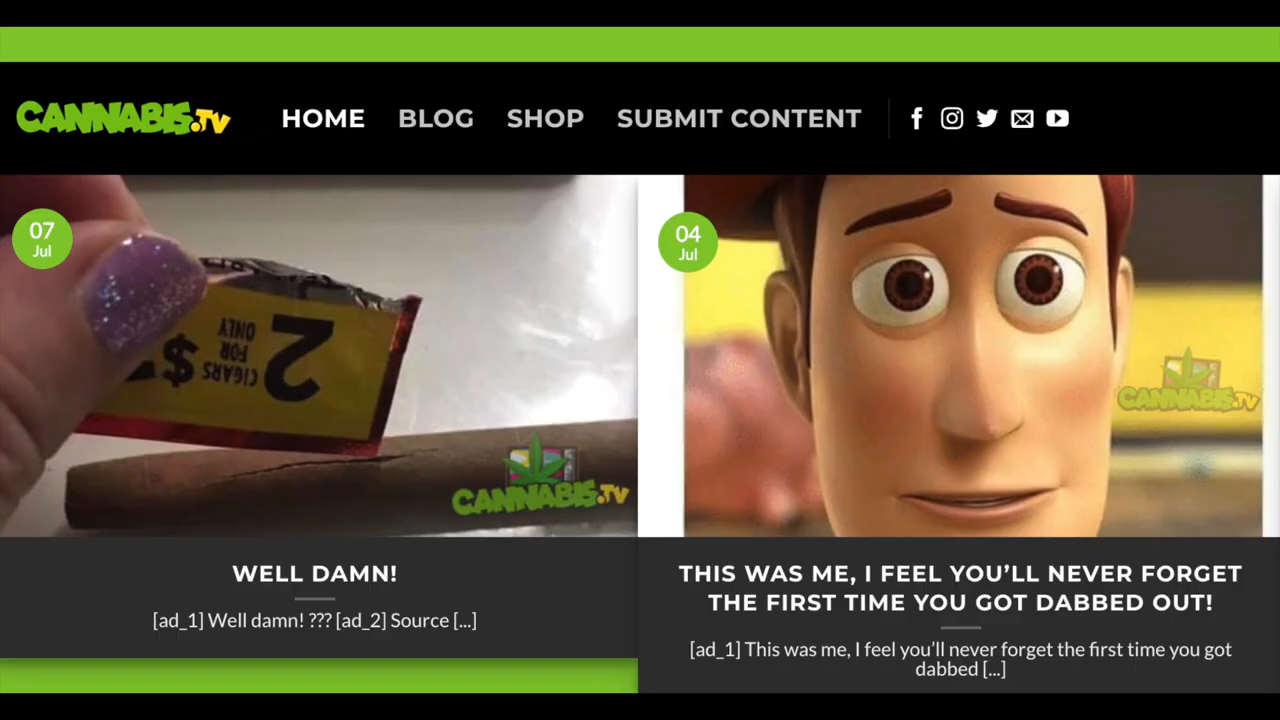 CANNABIS.TV
HOME BLOG SHOP SUBMIT CONTENT
07
Jul
2
CIGARS
FOR
ONLY
$
CANNABIS.TV
WELL DAMN!
[ad_1] Well damn! ??? [ad_2] Source [...]
04
Jul
CANNABIS.TV
THIS WAS ME, I FEEL YOU’LL NEVER FORGET
THE FIRST TIME YOU GOT DABBED OUT!
[ad_1] This was me, I feel you’ll never forget the first time you got
dabbed [...]